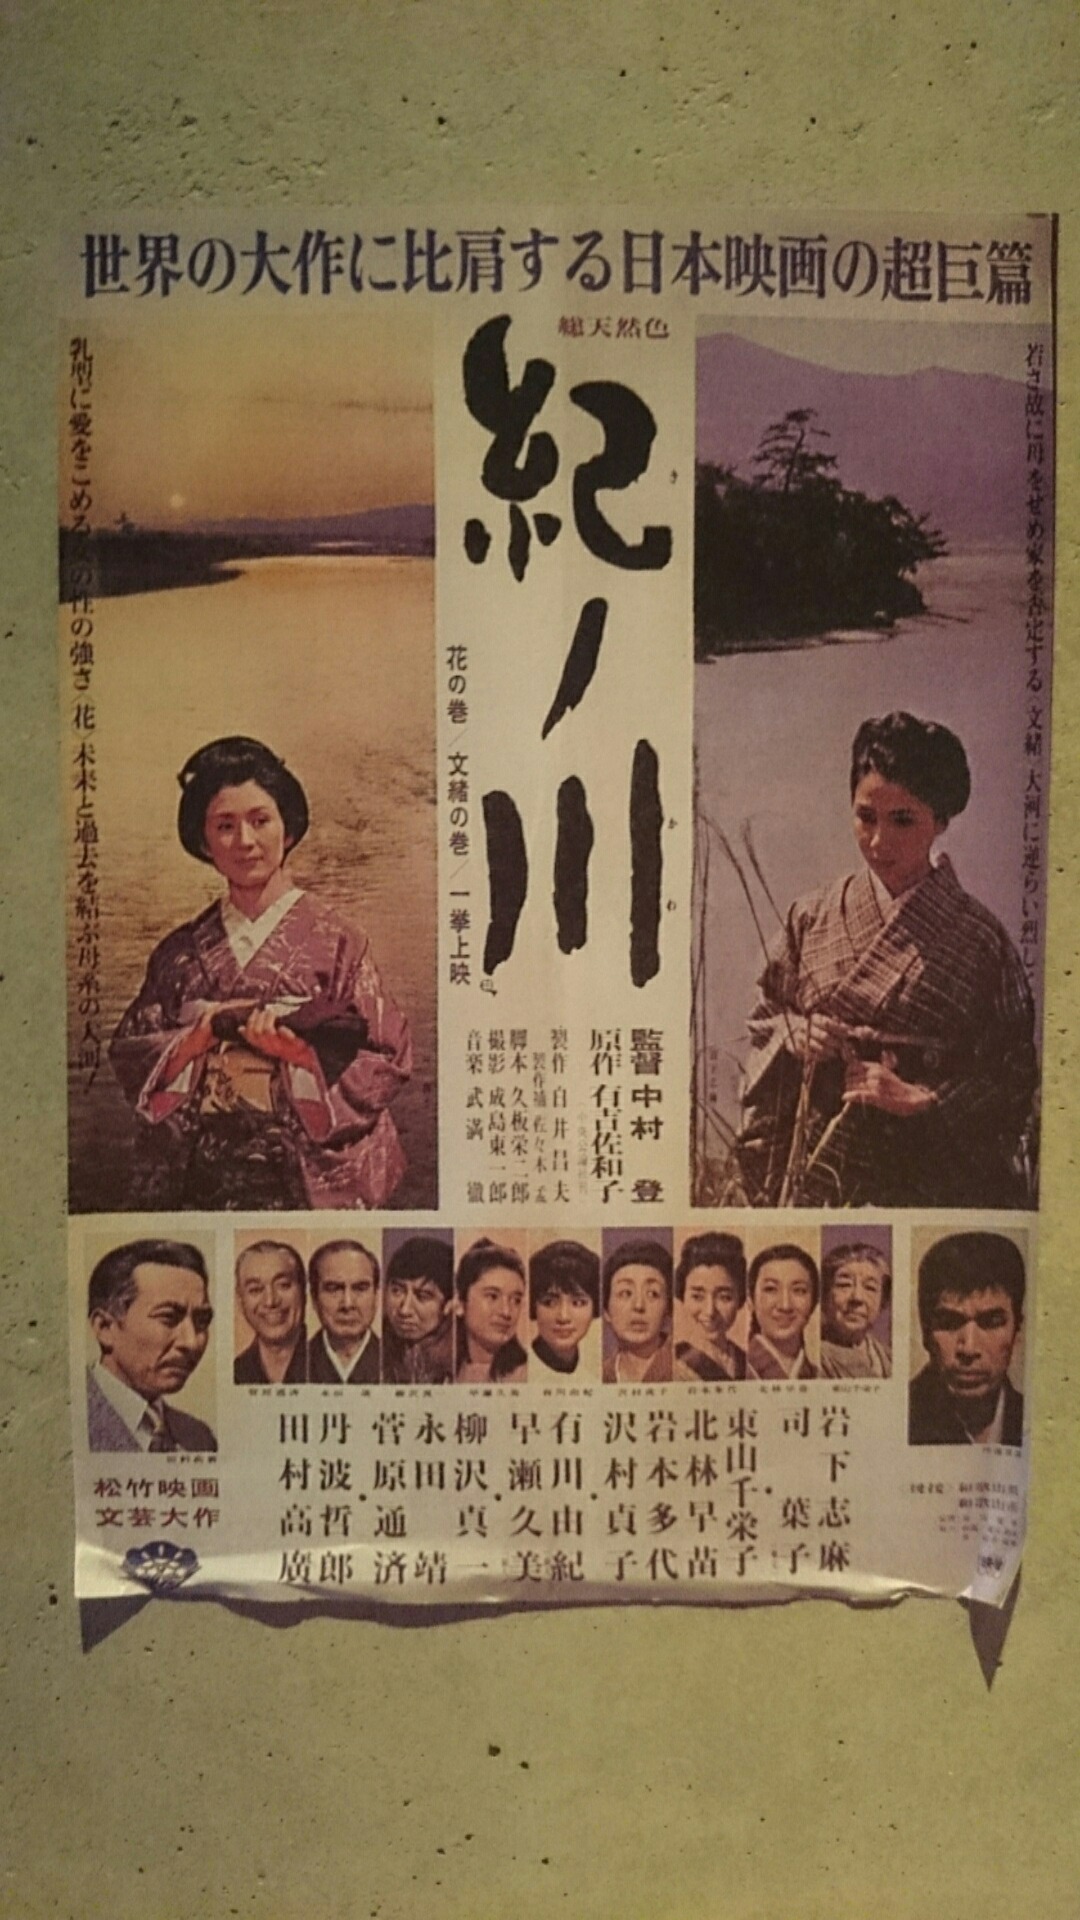 世界の大作に比肩する日本映画の超巨篇
総天然色
紀ノ川
き
か
わ
花の巻／文緒の巻／一挙上映
若さ故に母をせめ家を否定する〈文緒〉大河に逆らい烈し
乳型に愛をこめる女の性の強さ〈花〉未来と過去を結ぶ母系の大河！
監督 中村 登
原作 有吉佐和子
製作 白井昌夫
製作補 佐々木孟
脚本 久板栄二郎
撮影 成島東一郎
音楽 武満 徹
岩下志麻
司 葉子
東山千栄子
北林早苗
岩本多代
沢村貞子
有川由紀
早瀬久美
柳沢真一
永田 靖
菅原通済
丹波哲郎
田村高廣
松竹映画
文芸大作